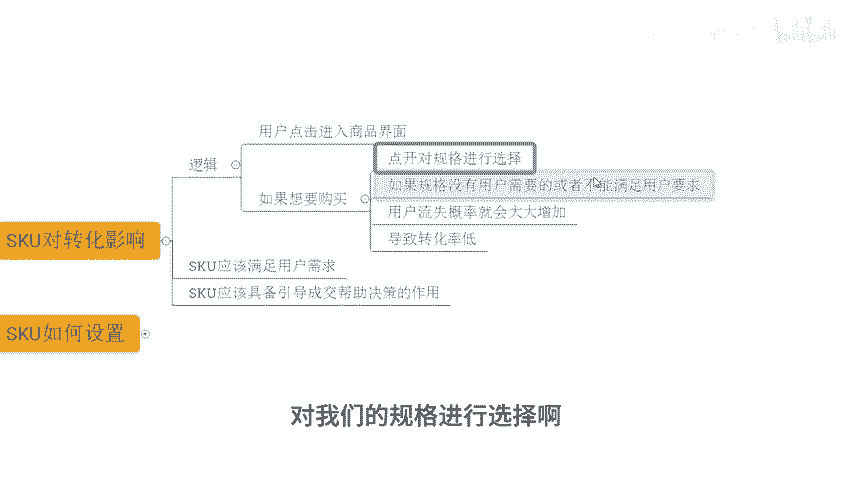 用户点击进入商品界面
逻辑
点开对规格进行选择
如果规格没有用户需要的或者不能满足用户要求
如果想要购买
用户流失概率就会大大增加
导致转化率低
SKU对转化影响
SKU应该满足用户需求
SKU应该具备引导成交帮助决策的作用
SKU如何设置
对我们的规格进行选择啊